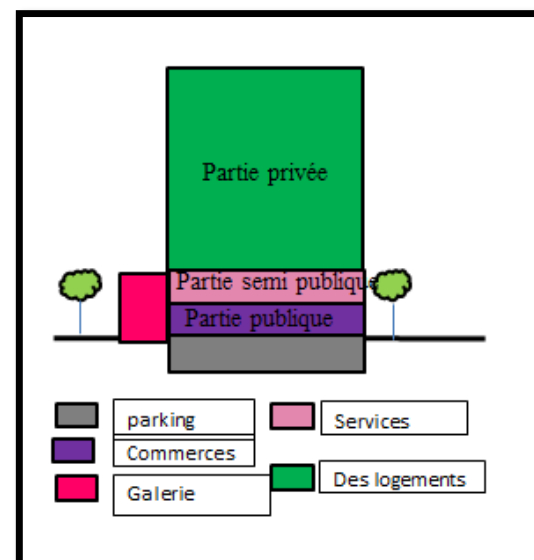 Partie privée
Partie semi publique
Partie publique
parking
Services
Commerces
Des logements
Galerie